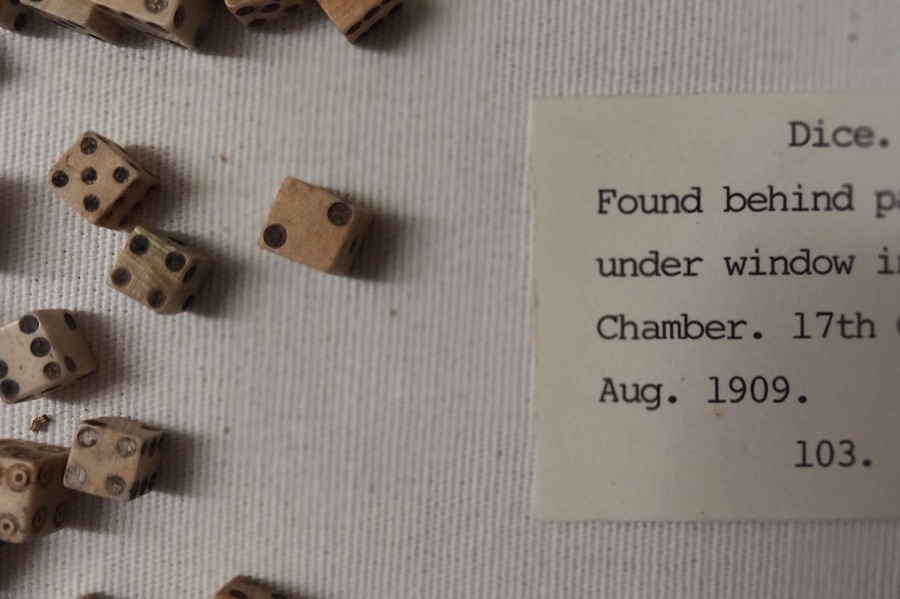 Dice.
Found behind
under window
Chamber. 17th
Aug. 1909.
103.